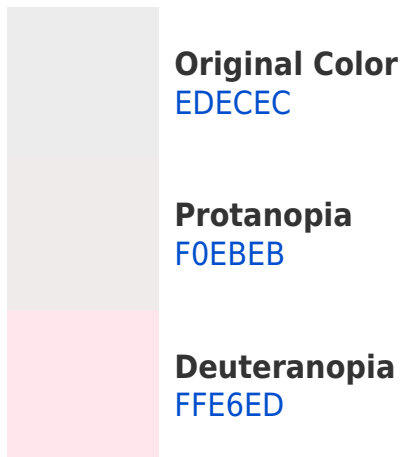 Original Color
EDECEC
Protanopia
F0EBEB
Deuteranopia
FFE6ED